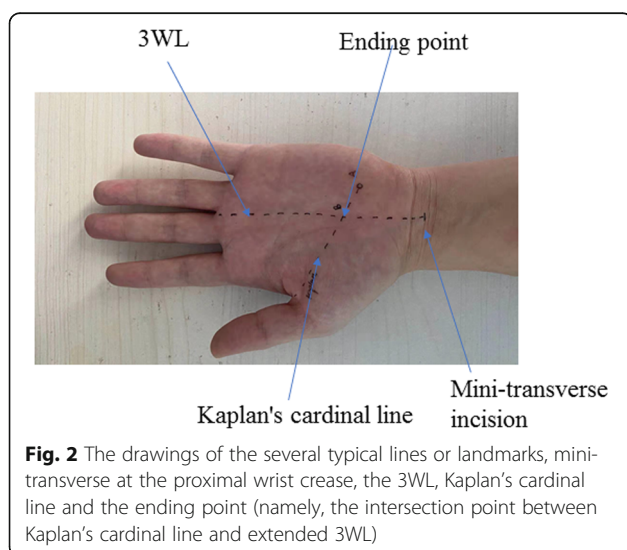 3WL
Ending point
Kaplan's cardinal line
Mini-transverse
incision
Fig. 2 The drawings of the several typical lines or landmarks, mini-
transverse at the proximal wrist crease, the 3WL, Kaplan's cardinal
line and the ending point (namely, the intersection point between
Kaplan's cardinal line and extended 3WL)